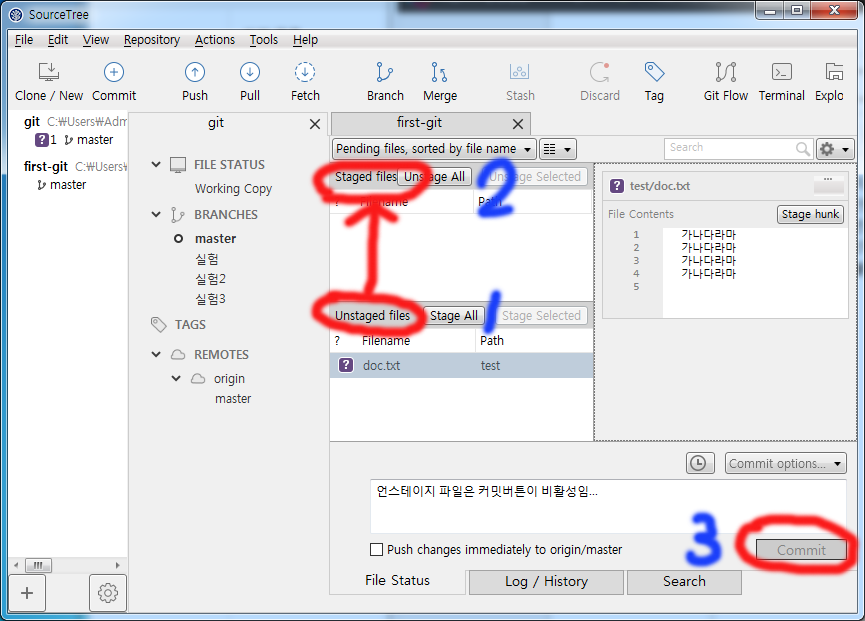 SourceTree
File Edit View Repository Actions Tools Help
Clone / New Commit Push Pull Fetch Branch Merge Stash Discard Tag Git Flow Terminal Explo
git C:₩Users₩Adm
?1 master
first-git C:₩Users₩
master
git
FILE STATUS
Working Copy
BRANCHES
master
실험
실험2
실험3
TAGS
REMOTES
origin
master
first-git
Pending files, sorted by file name
Search
Staged files Unstage All Unstage Selected
2
? Filename Path
Unstaged files Stage All Stage Selected
1
? Filename Path
? doc.txt test
? test/doc.txt
File Contents Stage hunk
1 가나다라마
2 가나다라마
3 가나다라마
4 가나다라마
5
Commit options...
언스테이지 파일은 커밋버튼이 비활성임...
Push changes immediately to origin/master
3
Commit
File Status Log / History Search